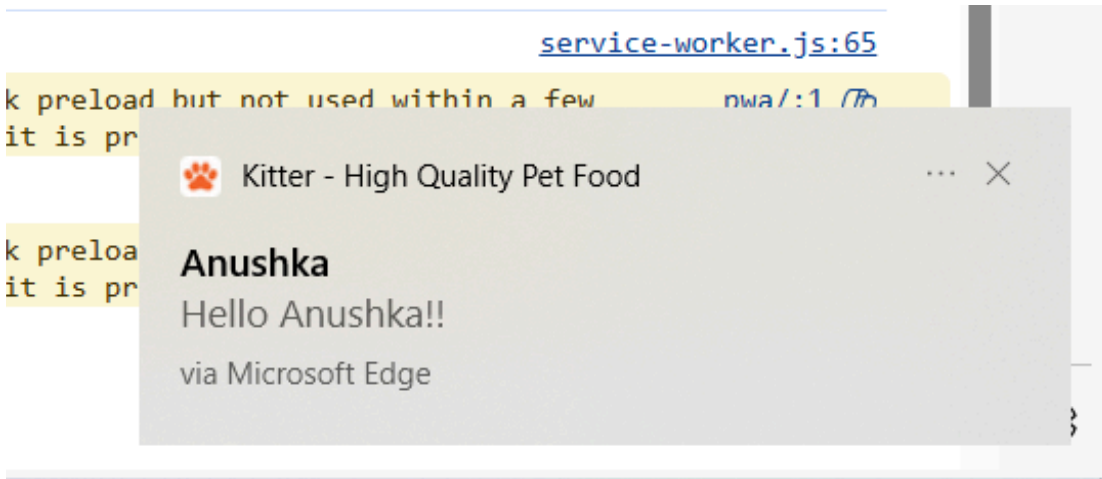 service-worker.js:65
k preload but not used within a few pwa/:1
it is pr
Kitter - High Quality Pet Food
k preloa
Anushka
it is pr
Hello Anushka!!
via Microsoft Edge